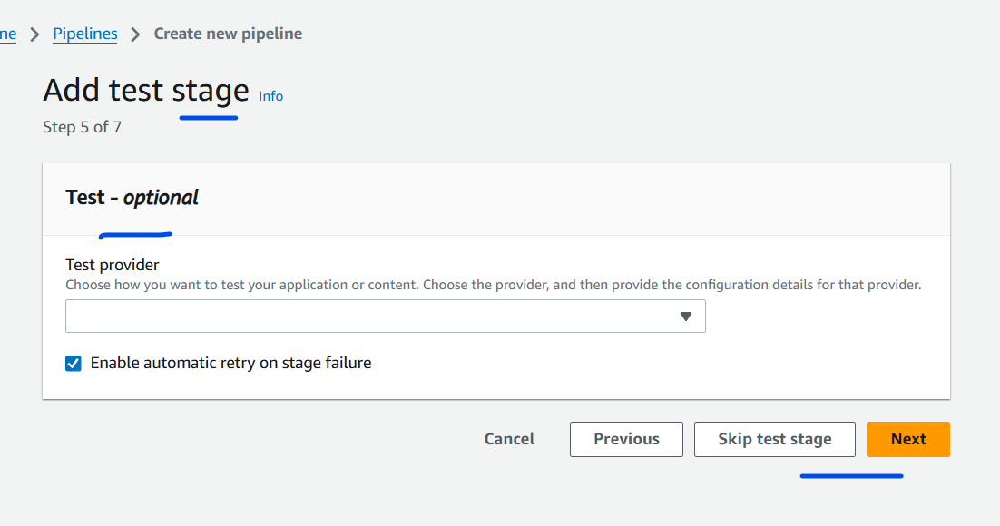 ne > Pipelines > Create new pipeline
Add test stage Info
Step 5 of 7
Test – optional
Test provider
Choose how you want to test your application or content. Choose the provider, and then provide the configuration details for that provider.
Enable automatic retry on stage failure
Cancel Previous Skip test stage Next